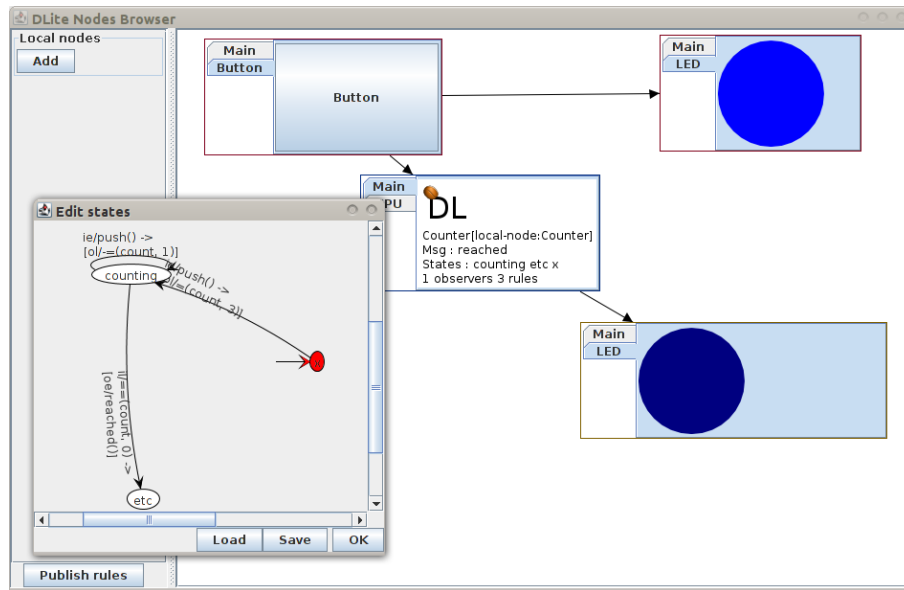 DLite Nodes Browser
Local nodes
Add
Main
Button
Button
Main
LED
Main
PU
DL
Counter[local-node:Counter]
Msg : reached
States : counting etc x
1 observers 3 rules
Main
LED
Edit states
ie/push() ->
[ol/-=(count, 1)]
counting
ie/push() ->
[ol/=(count, 3)]
x
il/==(count, 0) ->
[oe/reached()]
etc
Load
Save
OK
Publish rules